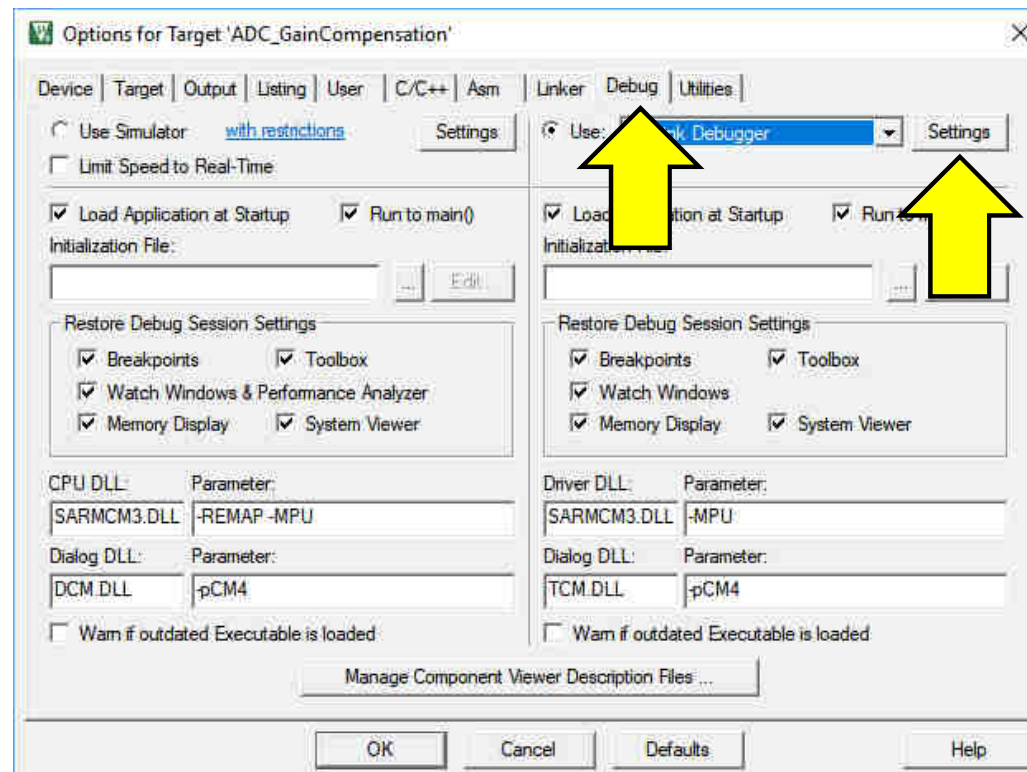 Options for Target 'ADC_GainCompensation'
Device Target Output Listing User C/C++ Asm Linker Debug Utilities
Use Simulator with restrictions Settings
Limit Speed to Real-Time
Load Application at Startup Run to main()
Initialization File:
... Edit...
Restore Debug Session Settings
Breakpoints Toolbox
Watch Windows & Performance Analyzer
Memory Display System Viewer
CPU DLL: Parameter:
SARMCM3.DLL -REMAP -MPU
Dialog DLL: Parameter:
DCM.DLL -pCM4
Warn if outdated Executable is loaded
Use: Debugger Settings
at Startup Run
...
Restore Debug Session Settings
Breakpoints Toolbox
Watch Windows
Memory Display System Viewer
Driver DLL: Parameter:
SARMCM3.DLL -MPU
Dialog DLL: Parameter:
TCM.DLL -pCM4
Warn if outdated Executable is loaded
Manage Component Viewer Description Files ...
OK Cancel Defaults Help